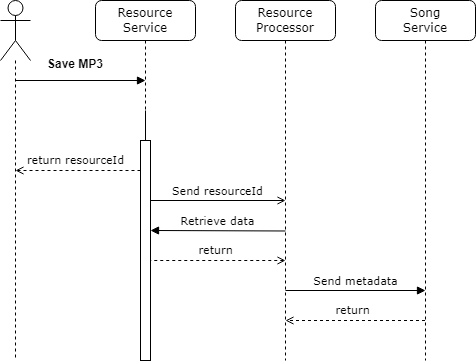 Resource
Service
Resource
Processor
Song
Service
Save MP3
return resourceId
Send resourceId
Retrieve data
return
Send metadata
return